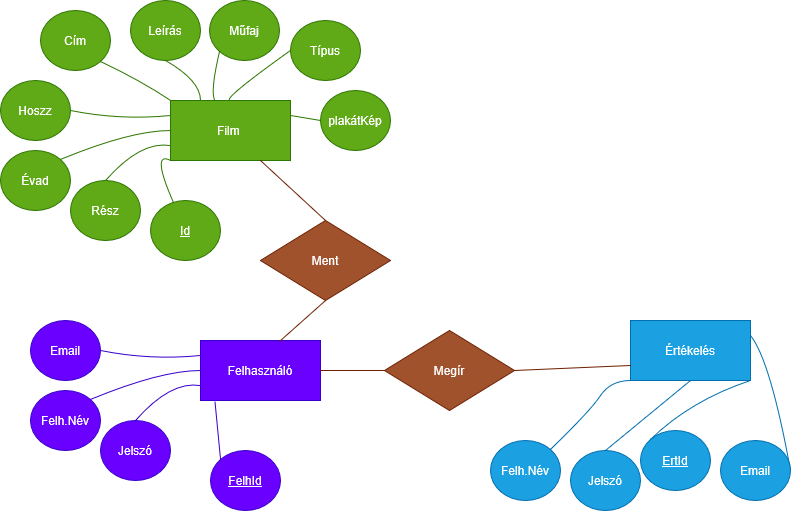 Cím
Leírás
Műfaj
Típus
Hoszz
Film
plakátKép
Évad
Rész
Id
Ment
Email
Felhasználó
Megír
Értékelés
Felh.Név
Jelszó
FelhId
Felh.Név
Jelszó
ErtId
Email